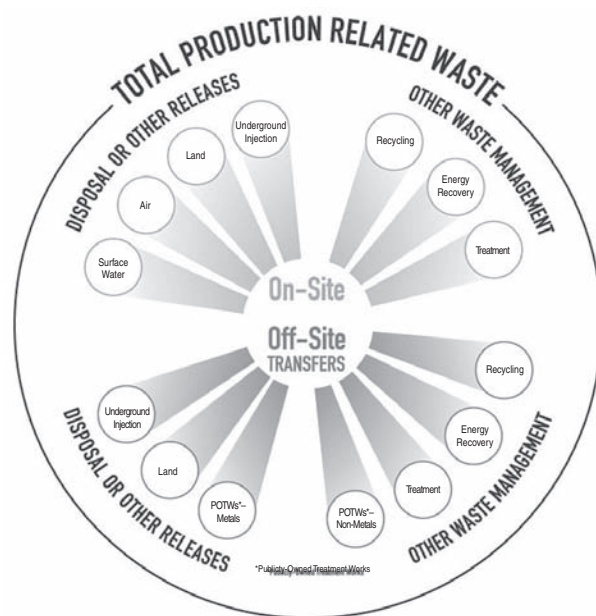 TOTAL PRODUCTION RELATED WASTE
DISPOSAL OR OTHER RELEASES
Underground
Injection
Land
Air
Surface
Water
OTHER WASTE MANAGEMENT
Recycling
Energy
Recovery
Treatment
On-Site
Off-Site
TRANSFERS
Underground
Injection
Land
POTWs*–
Metals
DISPOSAL OR OTHER RELEASES
Recycling
Energy
Recovery
Treatment
POTWs*–
Non-Metals
OTHER WASTE MANAGEMENT
*Publicty-Owned Treatment Works